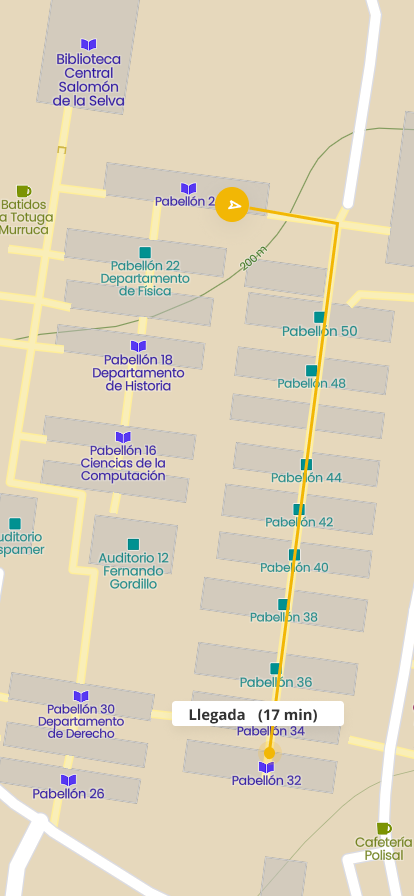 Biblioteca
Central
Salomón
de la Selva
E
Batidos
a Totuga
Murruca
Pabellón 2
Pabellón 22
Departamento
de Física
200 m
Pabellón 50
Pabellón 18
Departamento
de Historia
Pabellón 48
Pabellón 16
Ciencias de la
Computación
Pabellón 44
Pabellón 42
uditorio
spamer
Auditorio 12
Fernando
Gordillo
Pabellón 40
Pabellón 38
Pabellón 36
Pabellón 30
Departamento
de Derecho
Llegada (17 min)
Pabellón 34
Pabellón 32
Pabellón 26
Cafetería
Polisal